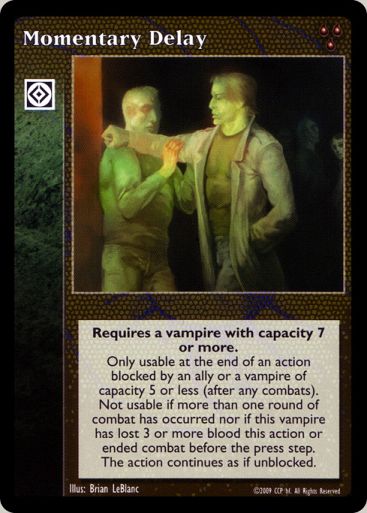 Momentary Delay
Requires a vampire with capacity 7
or more.
Only usable at the end of an action
blocked by an ally or a vampire of
capacity 5 or less (after any combats).
Not usable if more than one round of
combat has occurred nor if this vampire
has lost 3 or more blood this action or
ended combat before the press step.
The action continues as if unblocked.
Illus: Brian LeBlanc
©2009 CCP hf. All Rights Reserved